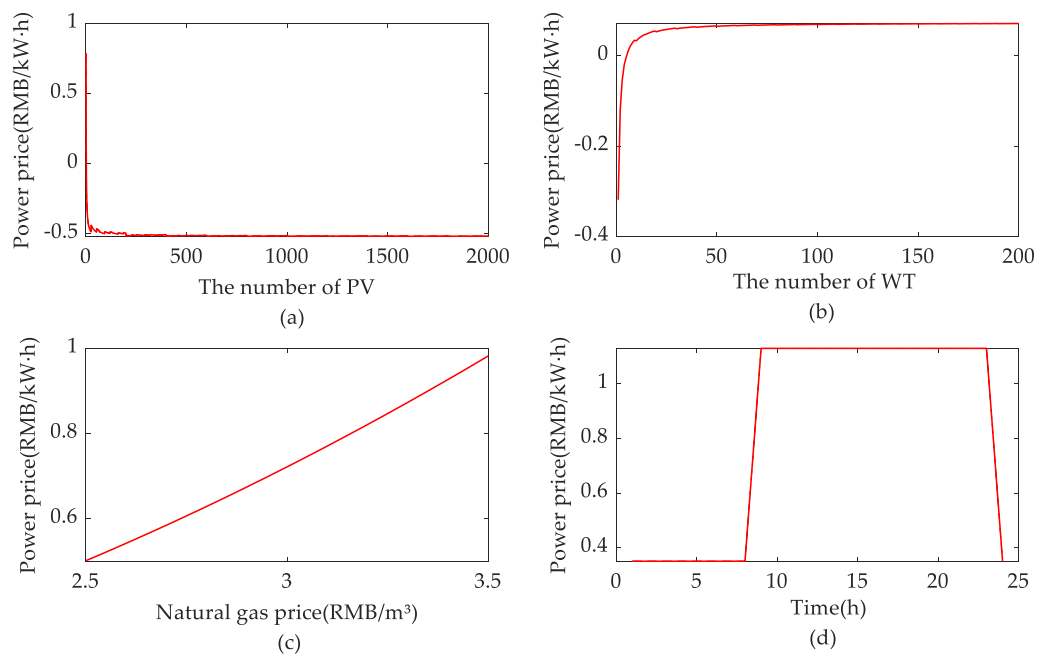 Power price(RMB/kW·h)
1
0.5
0
-0.5
0 500 1000 1500 2000
The number of PV
(a)
Power price(RMB/kW·h)
0
-0.2
-0.4
0 50 100 150 200
The number of WT
(b)
Power price(RMB/kW·h)
1
0.8
0.6
2.5 3 3.5
Natural gas price(RMB/m³)
(c)
Power price(RMB/kW·h)
1
0.8
0.6
0.4
0 5 10 15 20 25
Time(h)
(d)